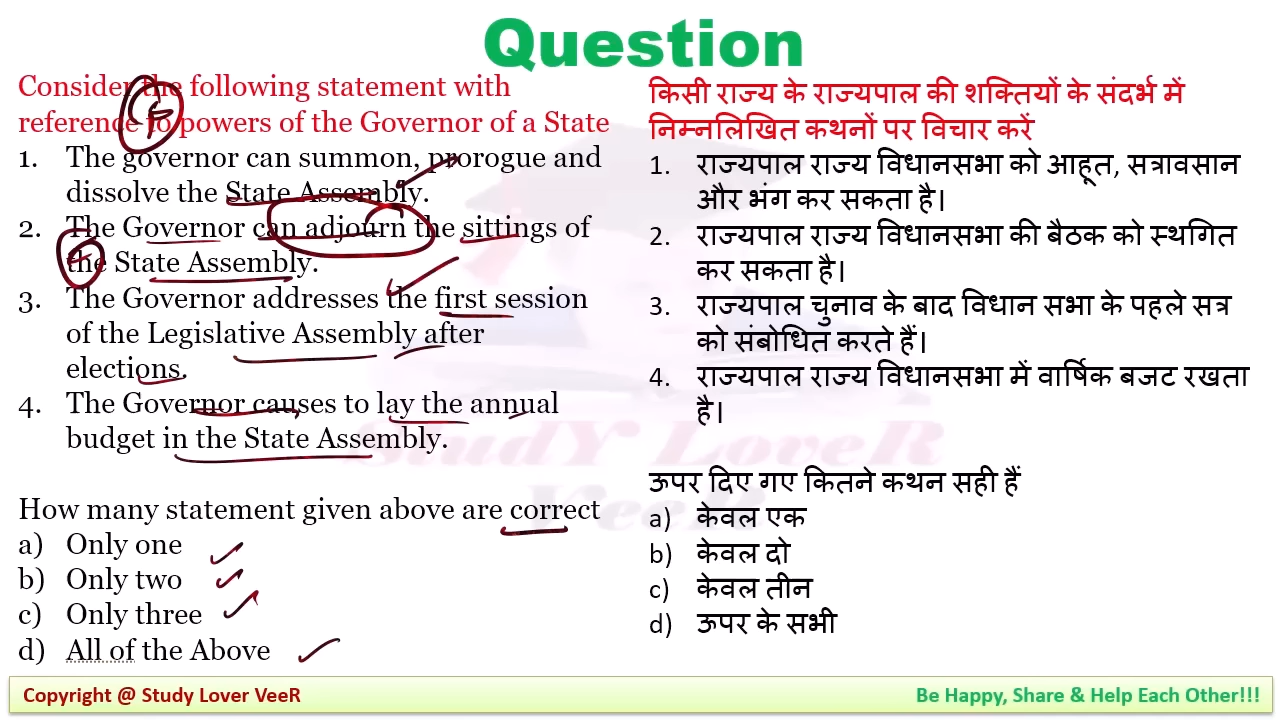 Question
Consider the following statement with
reference to powers of the Governor of a State
1. The governor can summon, prorogue and
dissolve the State Assembly.
2. The Governor can adjourn the sittings of
the State Assembly.
3. The Governor addresses the first session
of the Legislative Assembly after
elections.
4. The Governor causes to lay the annual
budget in the State Assembly.
How many statement given above are correct
a) Only one
b) Only two
c) Only three
d) All of the Above
किसी राज्य के राज्यपाल की शक्तियों के संदर्भ में
निम्नलिखित कथनों पर विचार करें
1. राज्यपाल राज्य विधानसभा को आहूत, सत्रावसान
और भंग कर सकता है।
2. राज्यपाल राज्य विधानसभा की बैठक को स्थगित
कर सकता है।
3. राज्यपाल चुनाव के बाद विधान सभा के पहले सत्र
को संबोधित करते हैं।
4. राज्यपाल राज्य विधानसभा में वार्षिक बजट रखता
है।
ऊपर दिए गए कितने कथन सही हैं
a) केवल एक
b) केवल दो
c) केवल तीन
d) ऊपर के सभी
StudY LoveR
VeeR
Copyright @ Study Lover VeeR
Be Happy, Share & Help Each Other!!!